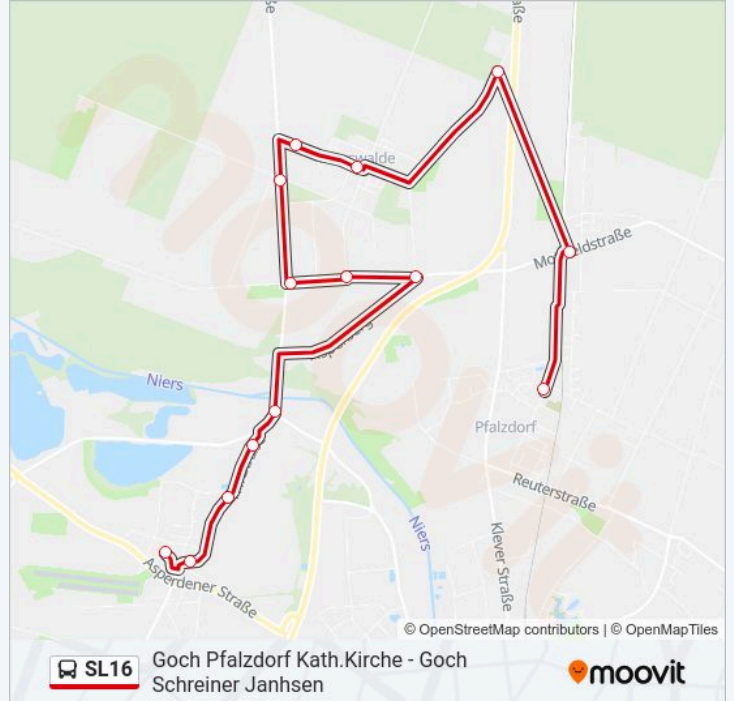 Niers
Pfalzdorf
Reuterstraße
Klever Straße
Niers
Asperdener Straße
© OpenStreetMap contributors | © OpenMapTiles
SL16
Goch Pfalzdorf Kath.Kirche - Goch
Schreiner Janhsen
moovit